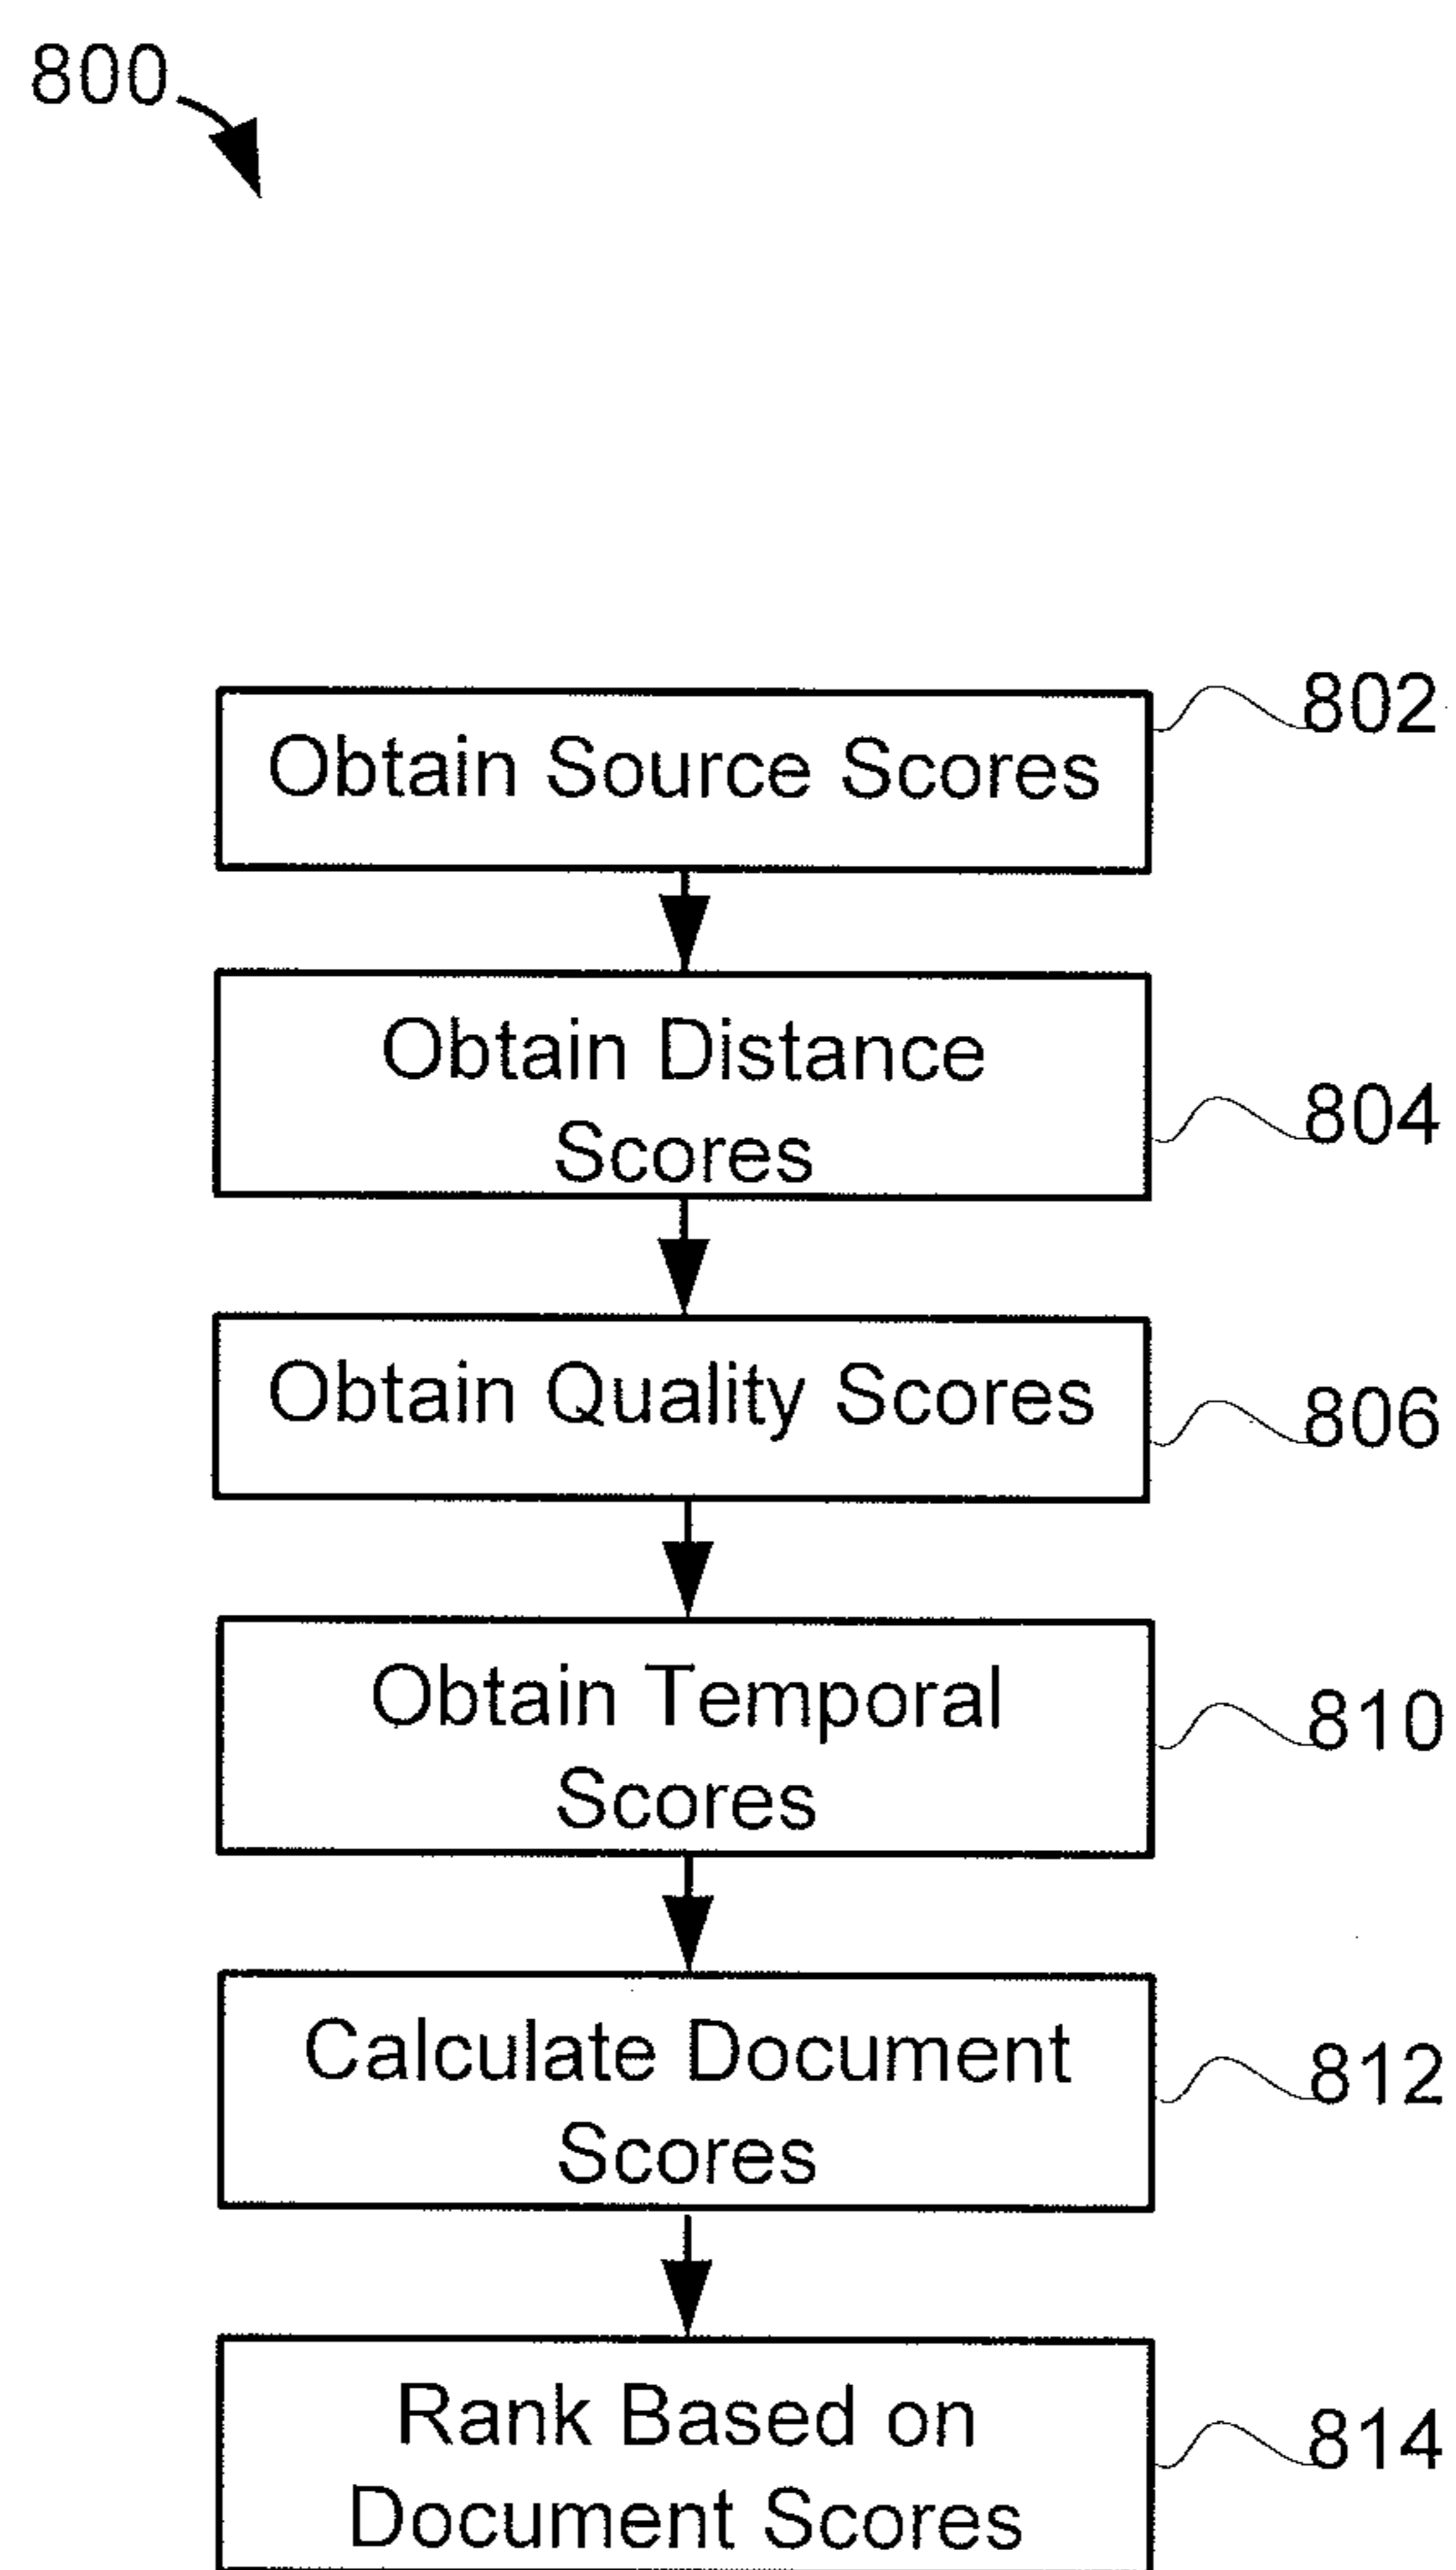 800
802
Obtain Source Scores
Obtain Distance
Scores
804
Obtain Quality Scores
806
Obtain Temporal
Scores
810
Calculate Document
Scores
812
Rank Based on
Document Scores
814